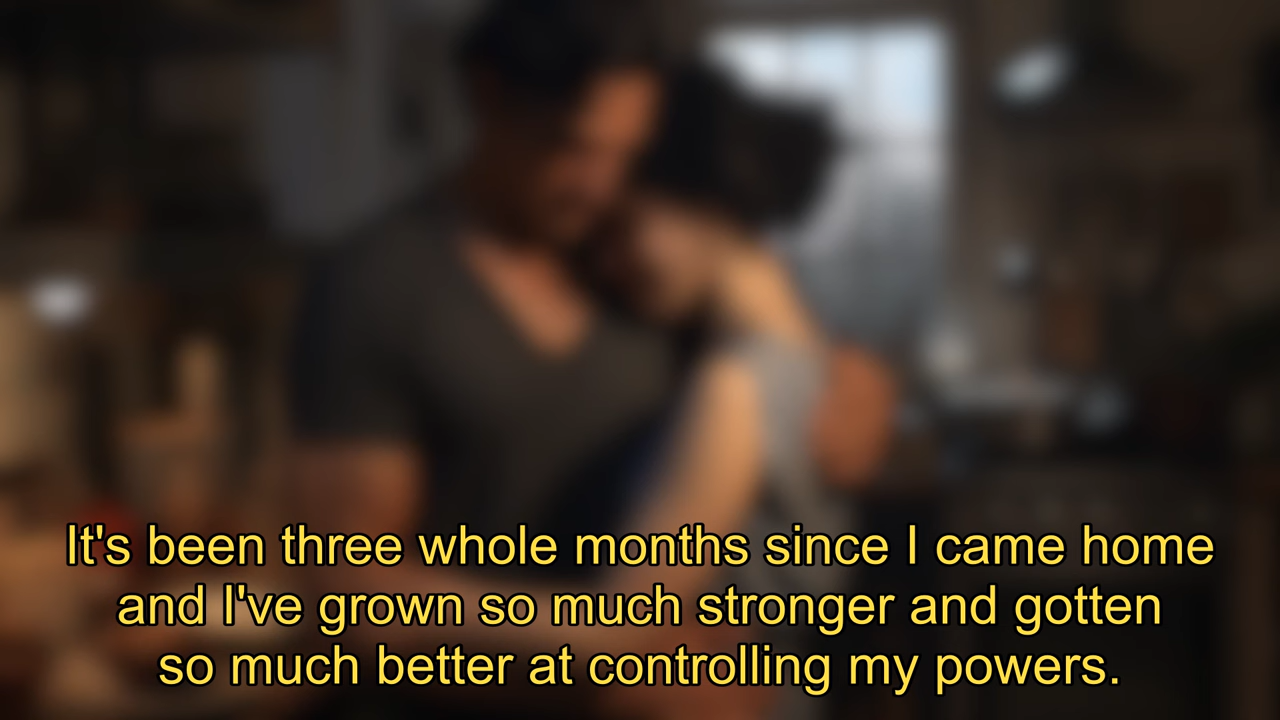 It's been three whole months since I came home
and I've grown so much stronger and gotten
so much better at controlling my powers.